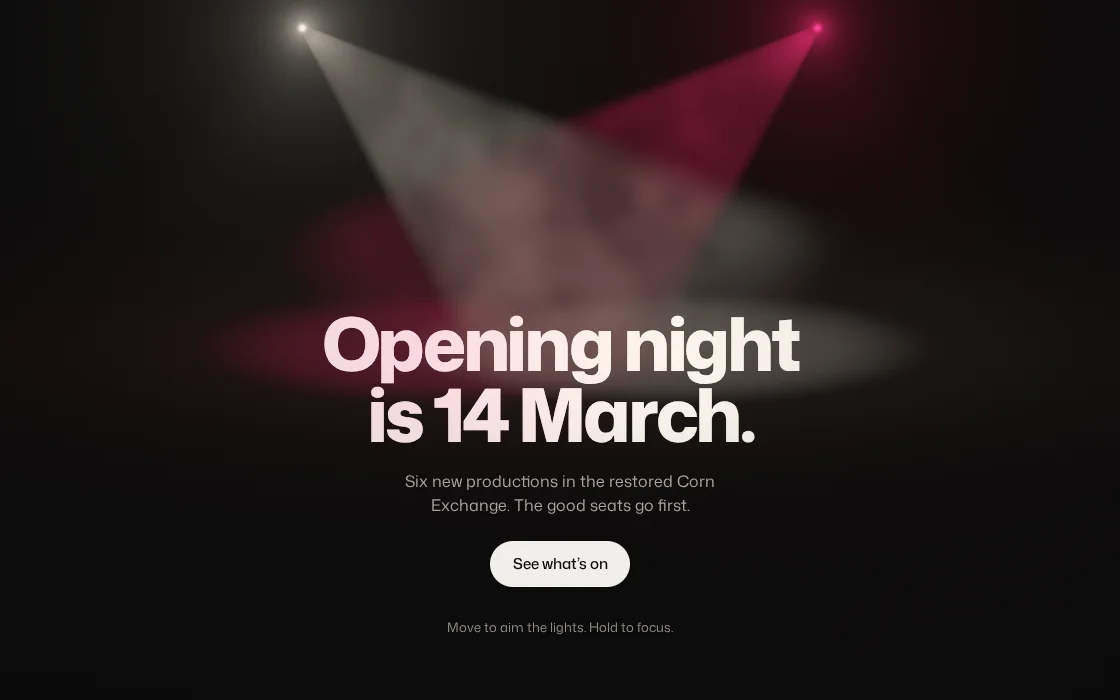 Opening night
is 14 March.
Six new productions in the restored Corn
Exchange. The good seats go first.
See what’s on
Move to aim the lights. Hold to focus.